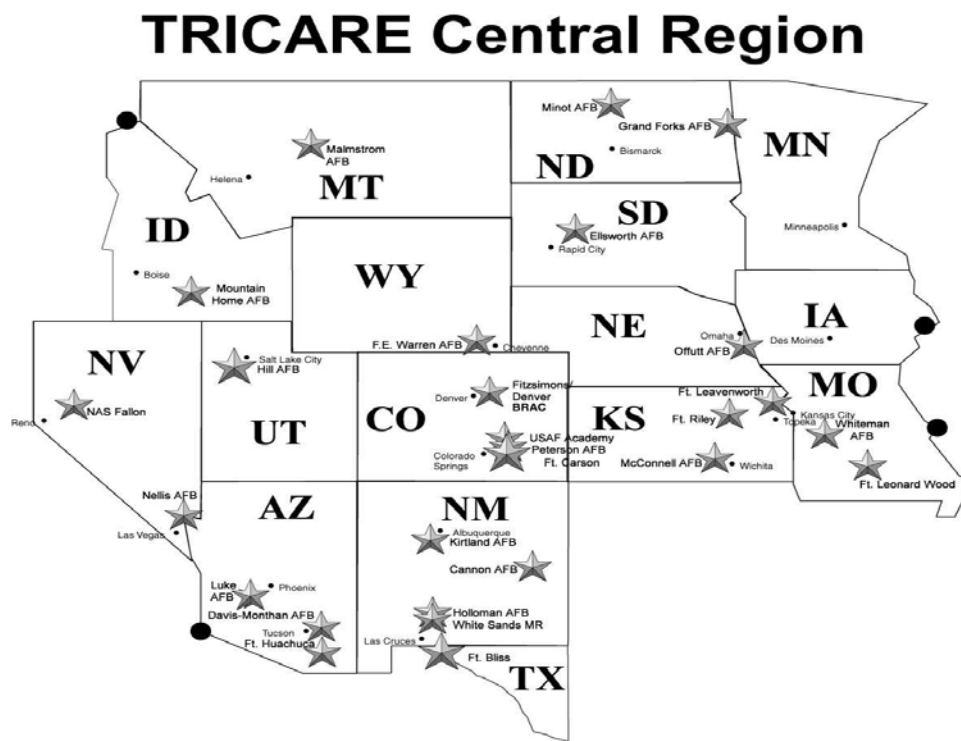 TRICARE Central Region
Minot AFB
Grand Forks AFB
MN
Malmstrom
AFB
Bismarck
ND
Helena
MT
SD
ID
Ellsworth AFB
Rapid City
Minneapolis
Boise
WY
Mountain
Home AFB
NE
IA
Omaha
Des Moines
Offutt AFB
F.E. Warren AFB
Cheyenne
NV
Salt Lake City
Hill AFB
MO
Fitzsimons/
Denver
BRAC
Denver
Ft. Leavenworth
NAS Fallon
Reno
CO
KS
Ft. Riley
Kansas City
Topeka
Whiteman
AFB
UT
USAF Academy
Peterson AFB
Ft. Carson
Colorado
Springs
McConnell AFB
Wichita
Ft. Leonard Wood
Nellis AFB
AZ
NM
Las Vegas
Albuquerque
Kirtland AFB
Cannon AFB
Luke
AFB
Phoenix
Davis-Monthan AFB
Holloman AFB
White Sands MR
Tucson
Ft. Huachuca
Las Cruces
Ft. Bliss
TX